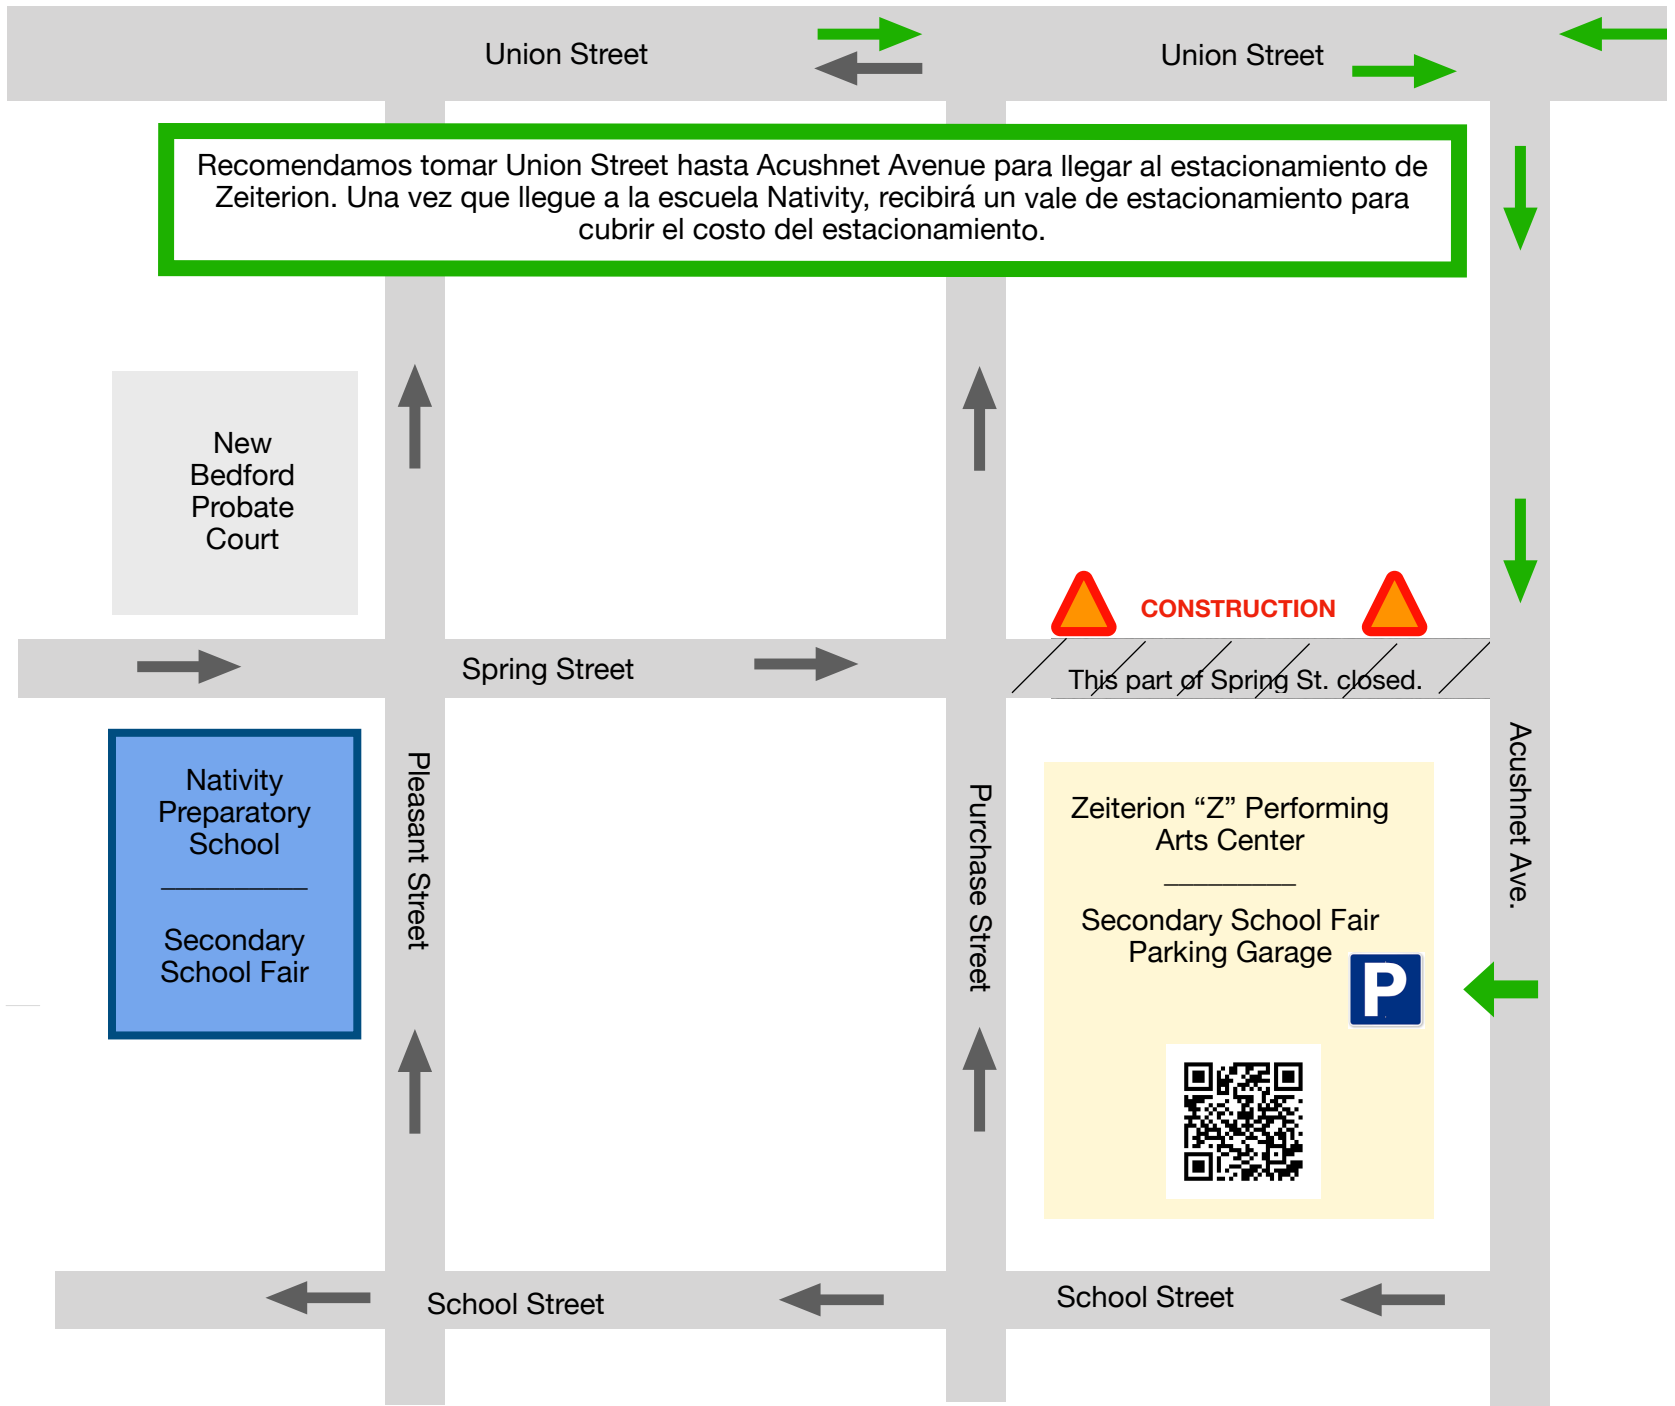 Union Street
Union Street
Recomendamos tomar Union Street hasta Acushnet Avenue para llegar al estacionamiento de
Zeiterion. Una vez que llegue a la escuela Nativity, recibirá un vale de estacionamiento para
cubrir el costo del estacionamiento.
New
Bedford
Probate
Court
CONSTRUCTION
Spring Street
This part of Spring St. closed.
Nativity
Preparatory
School
Secondary
School Fair
Pleasant Street
Purchase Street
Zeiterion “Z” Performing
Arts Center
Secondary School Fair
Parking Garage
P
Acushnet Ave.
School Street
School Street